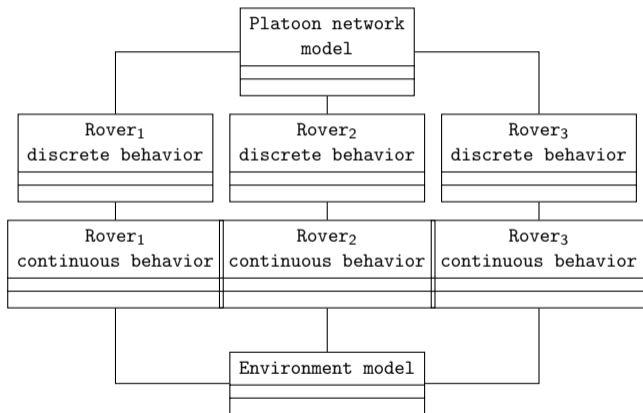 Platoon network
model
Rover₁
discrete behavior
Rover₂
discrete behavior
Rover₃
discrete behavior
Rover₁
continuous behavior
Rover₂
continuous behavior
Rover₃
continuous behavior
Environment model